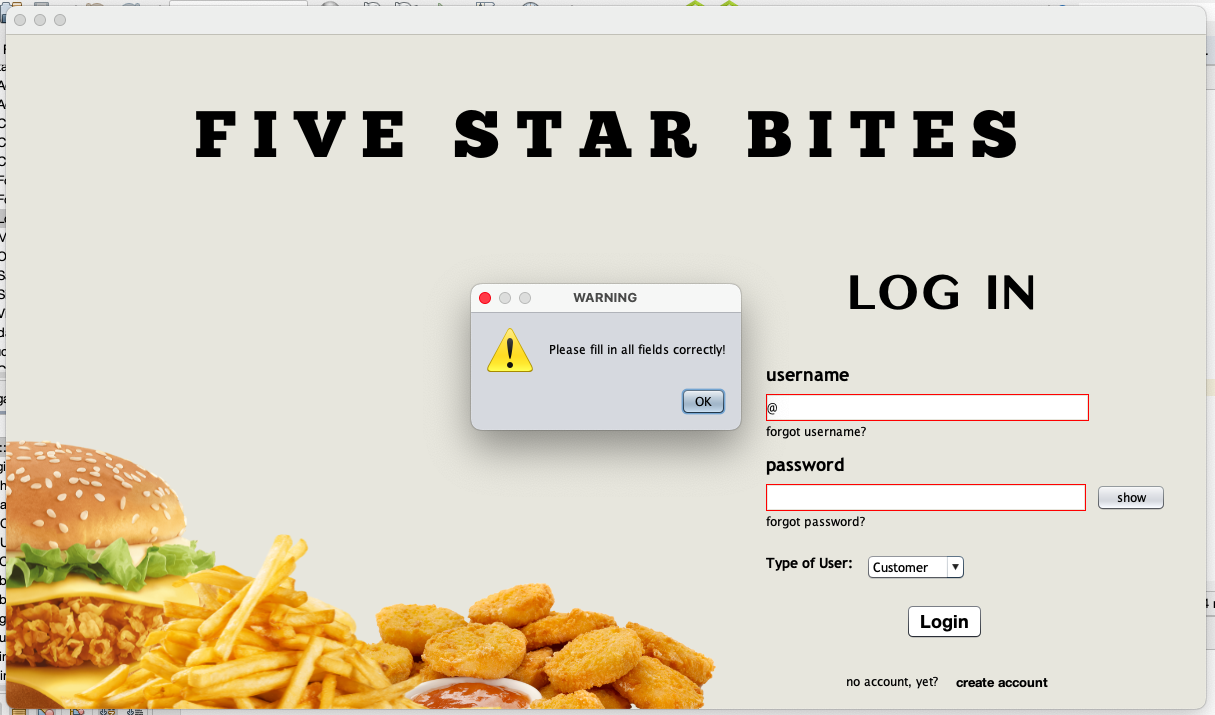 FIVE STAR BITES
LOG IN
WARNING
Please fill in all fields correctly!
OK
username
@
forgot username?
password
show
forgot password?
Type of User:
Customer
Login
no account, yet?
create account